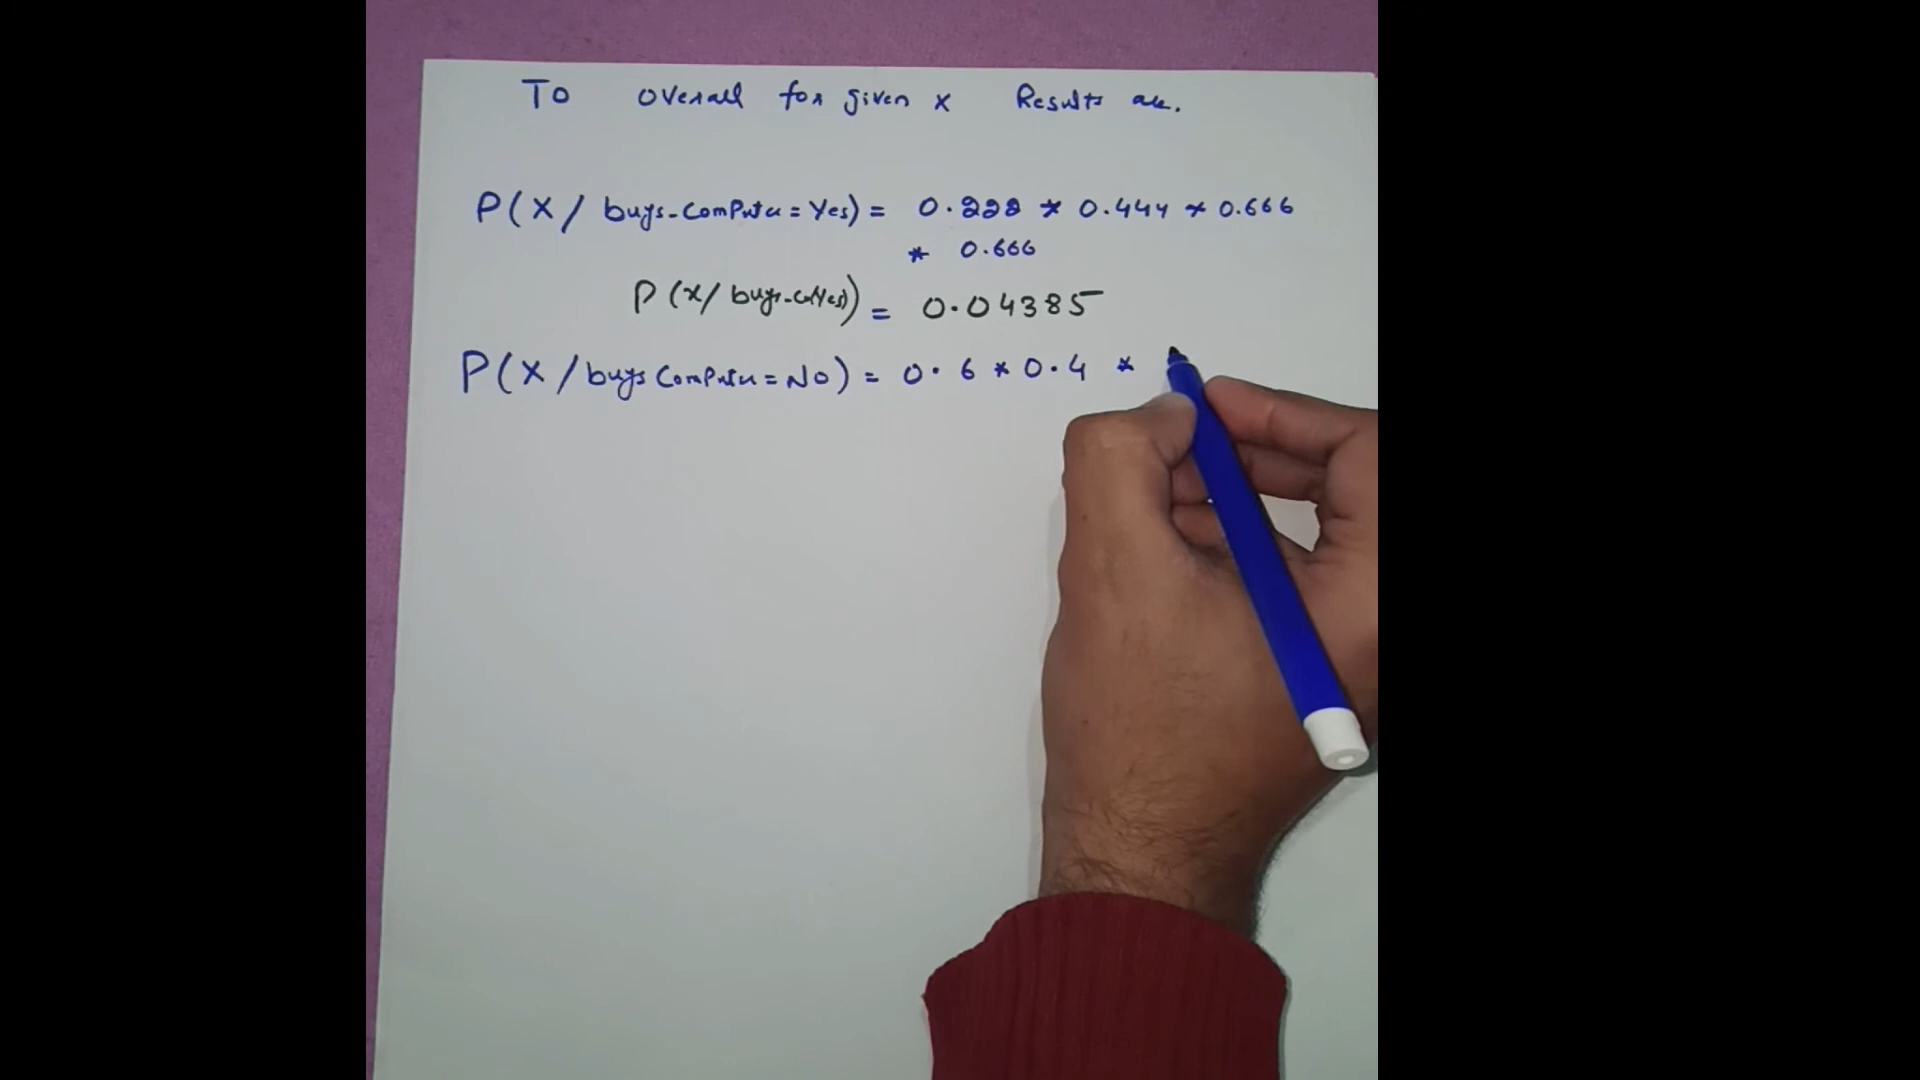 To overall for given x Results are.
P(X/ buys-computer=Yes) = 0.222 * 0.444 * 0.666
* 0.666
P(x/ buys-c=Yes) = 0.04385
P(X/buys Computer=No) = 0.6 * 0.4 *